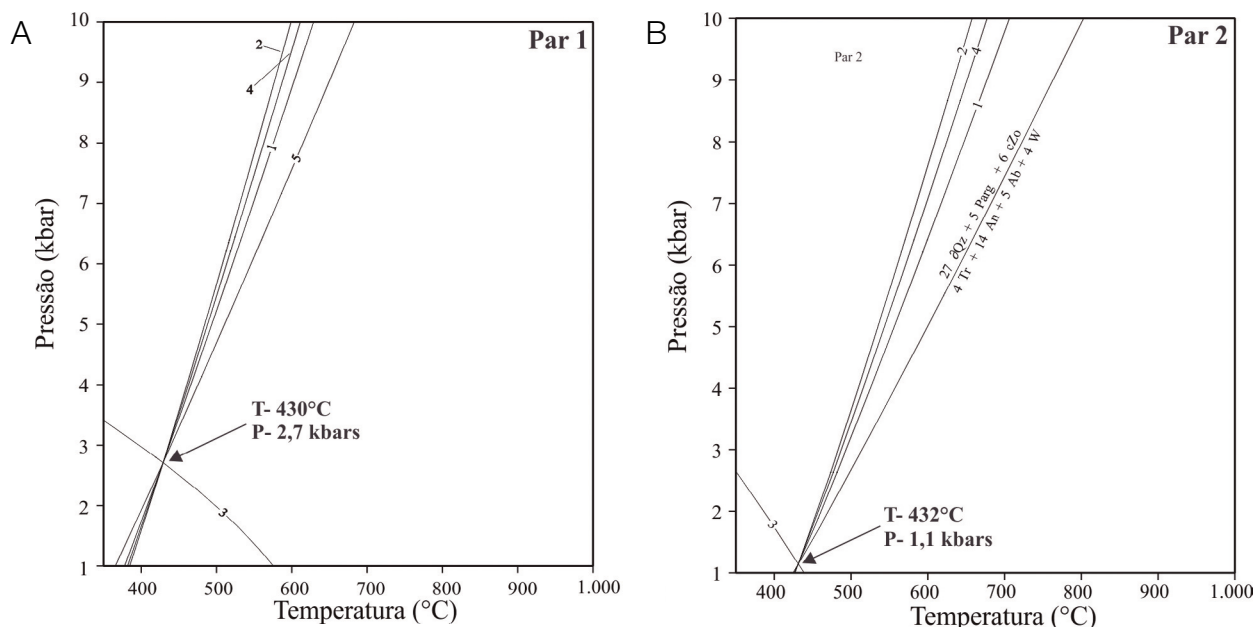 A
Par 1
Pressão (kbar)
10
9
8
7
6
5
4
3
2
1
2
4
1
5
3
T- 430°C
P- 2,7 kbars
400
500
600
700
800
900
1.000
Temperatura (°C)
B
Par 2
Par 2
Pressão (kbar)
10
9
8
7
6
5
4
3
2
1
2
4
1
3
27 ∂Qz + 5 Parg + 6 cZo
4 Tr + 14 An + 5 Ab + 4 W
T- 432°C
P- 1,1 kbars
400
500
600
700
800
900
1.000
Temperatura (°C)